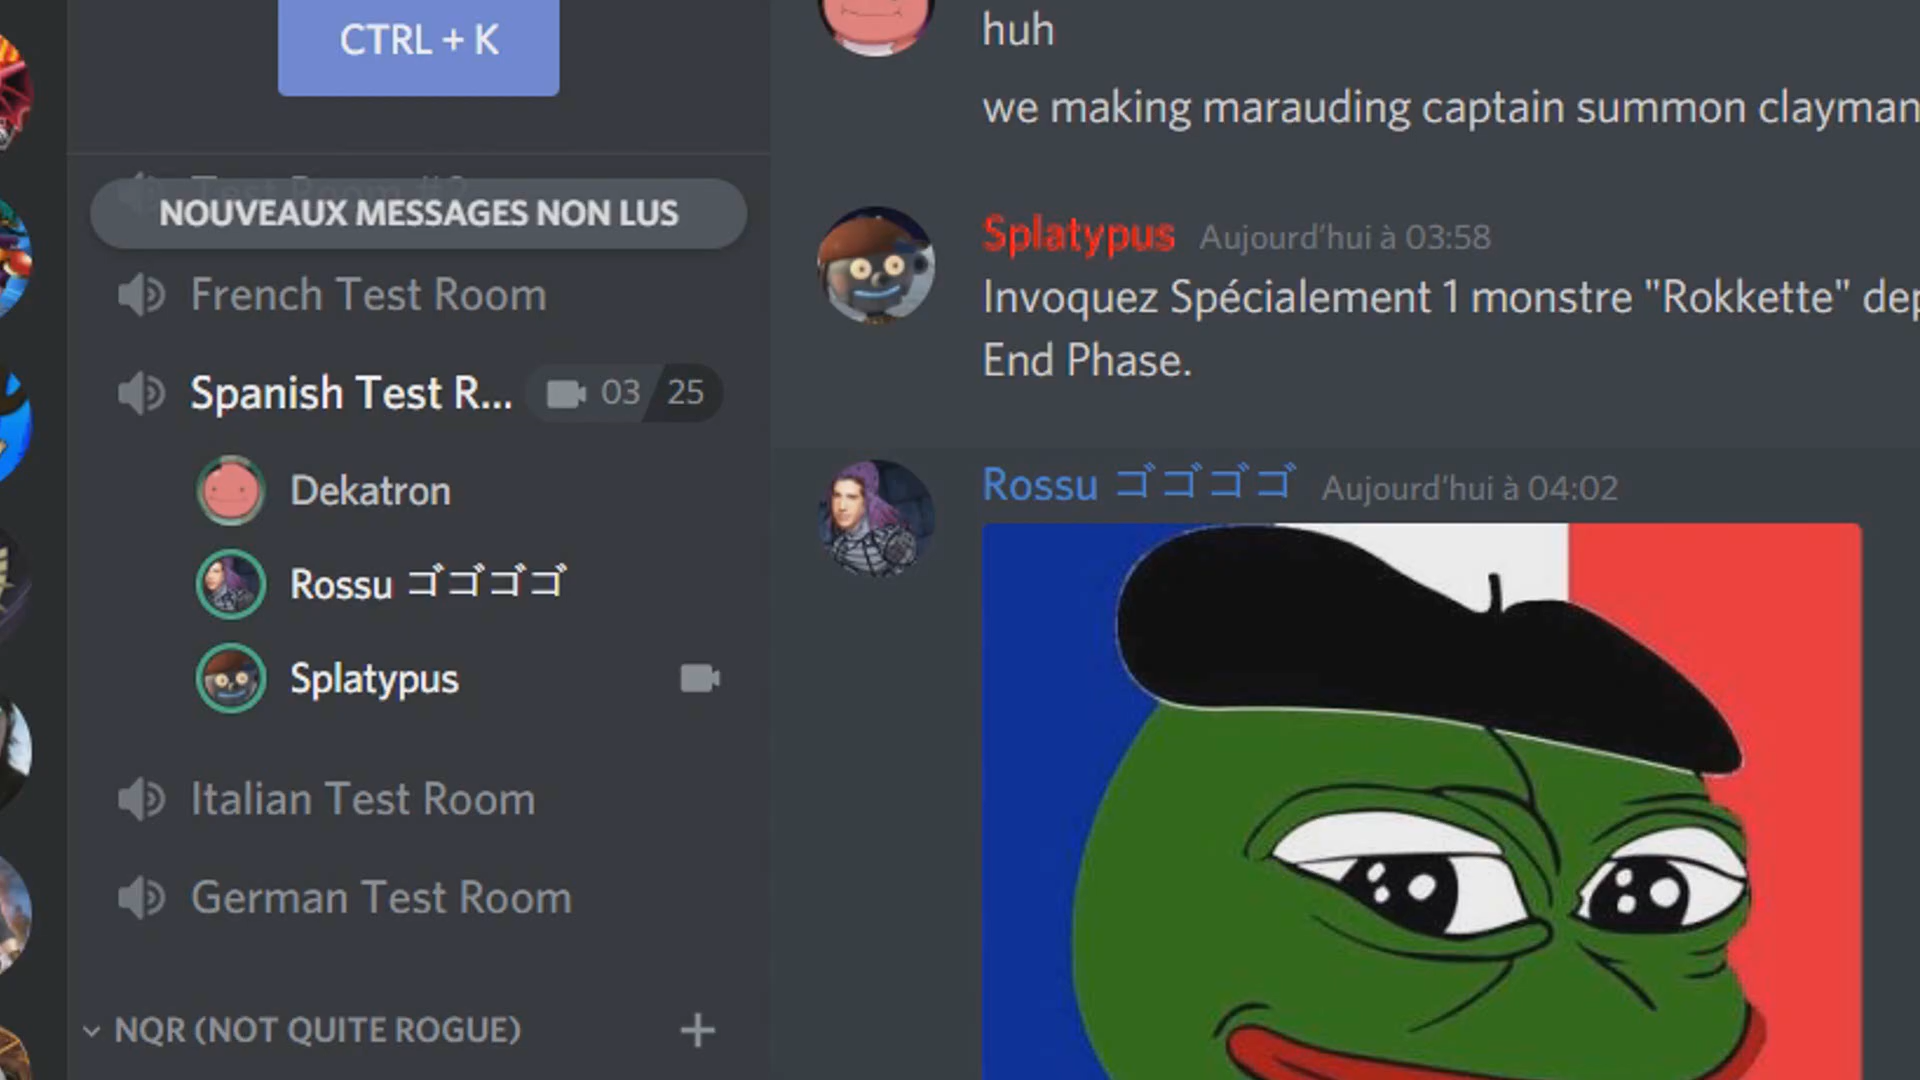 CTRL + K
Test Room #2
NOUVEAUX MESSAGES NON LUS
French Test Room
Spanish Test R... 03 25
Dekatron
Rossu ゴゴゴゴ
Splatypus
Italian Test Room
German Test Room
NQR (NOT QUITE ROGUE)
huh
we making marauding captain summon clayman
Splatypus Aujourd'hui à 03:58
Invoquez Spécialement 1 monstre "Rokkette" dep
End Phase.
Rossu ゴゴゴゴ Aujourd'hui à 04:02